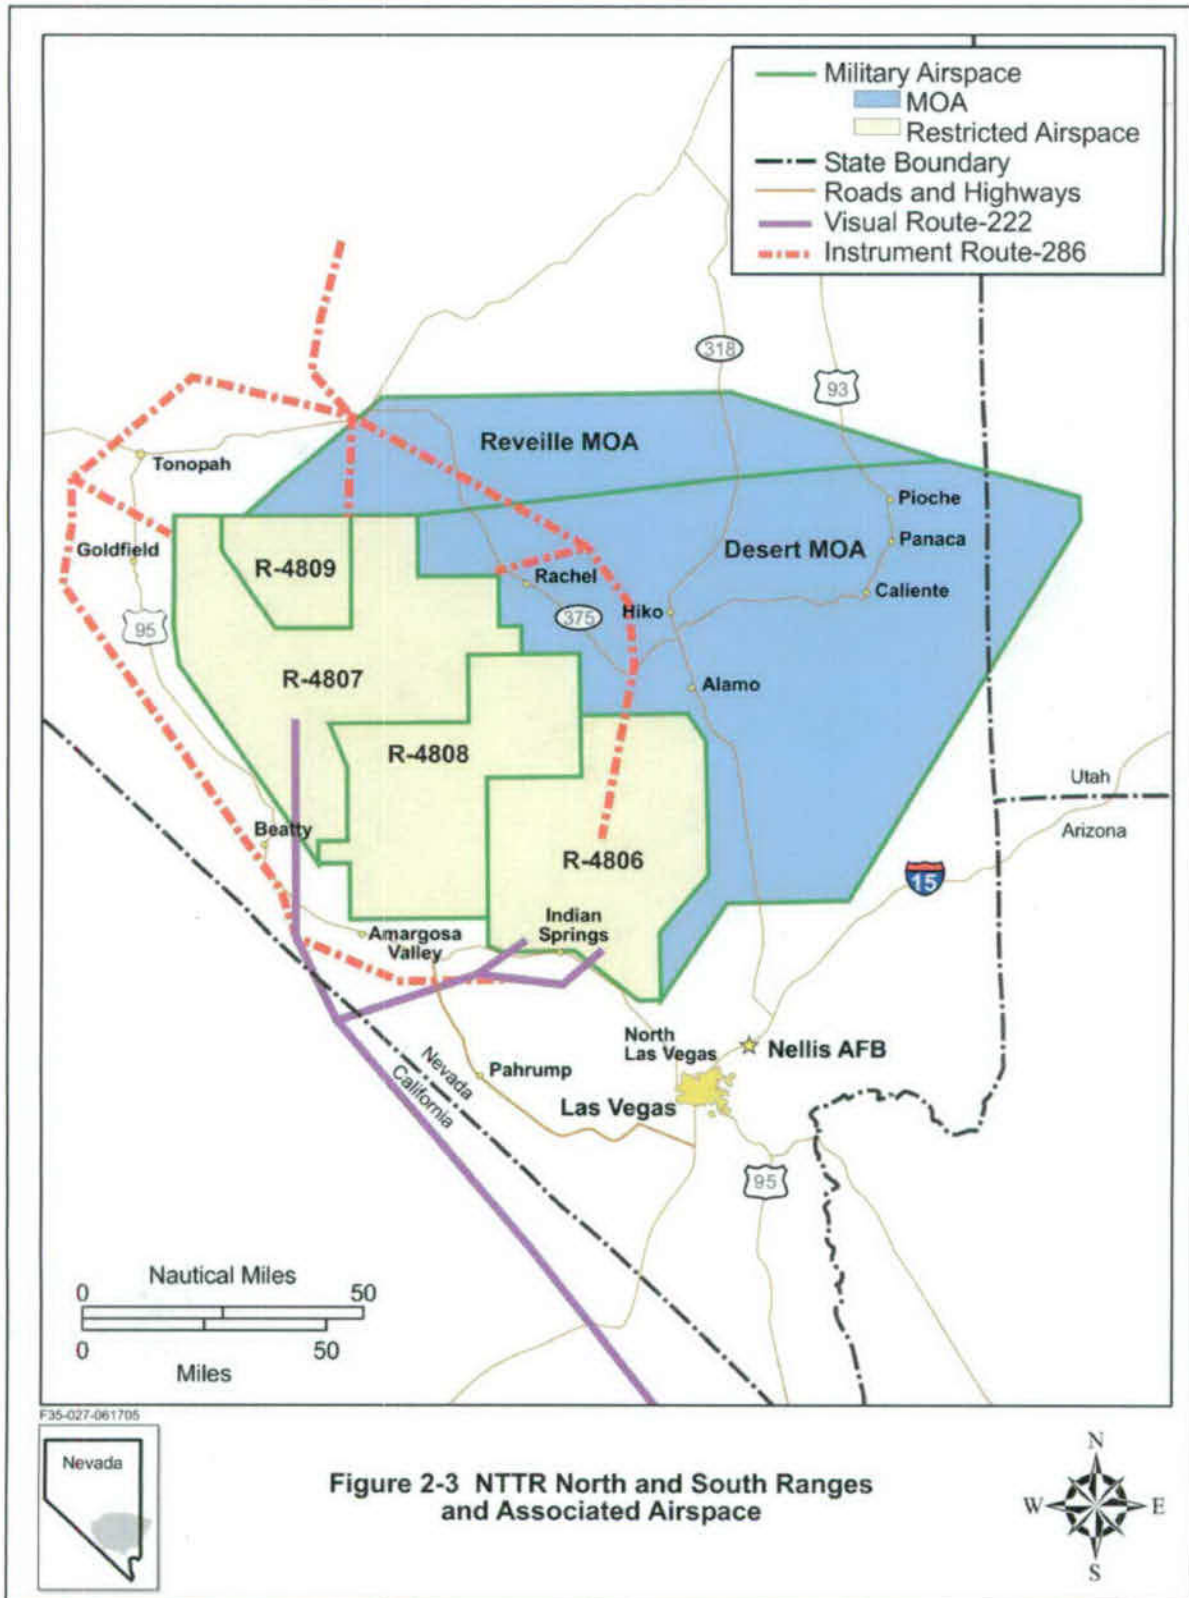 Military Airspace
MOA
Restricted Airspace
State Boundary
Roads and Highways
Visual Route-222
Instrument Route-286
318
93
Reveille MOA
Tonopah
Pioche
Goldfield
Desert MOA
Panaca
R-4809
Rachel
Caliente
95
375
Hiko
R-4807
Alamo
R-4808
Utah
Beatty
Arizona
R-4806
15
Indian
Springs
Amargosa
Valley
North
Las Vegas
Nellis AFB
Nevada
California
Pahrump
Las Vegas
95
Nautical Miles
0 50
0 50
Miles
F35-027-061705
Nevada
Figure 2-3 NTTR North and South Ranges
and Associated Airspace
N
W E
S